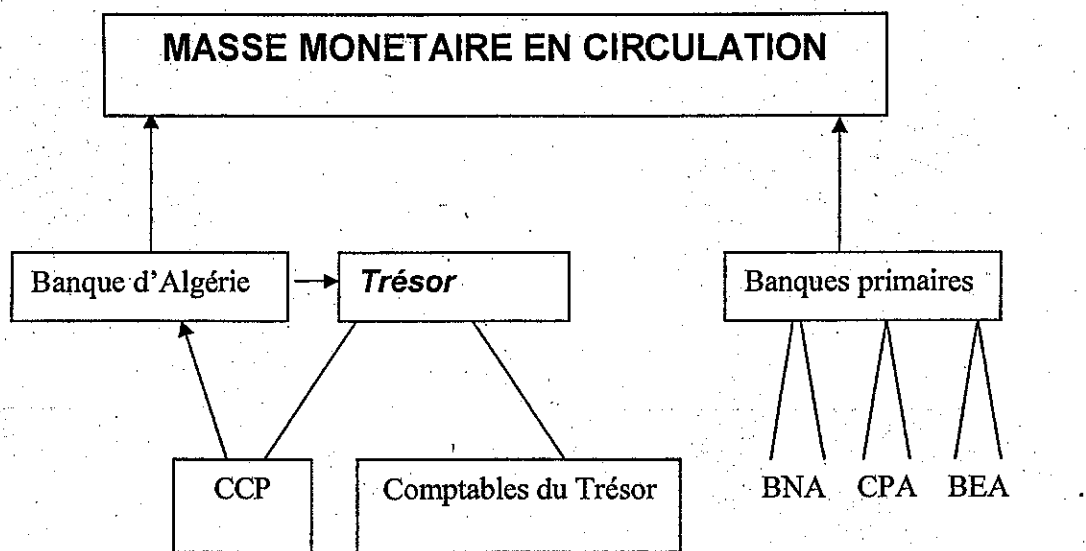 MASSE MONETAIRE EN CIRCULATION
Banque d'Algérie
Trésor
Banques primaires
CCP
Comptables du Trésor
BNA CPA BEA